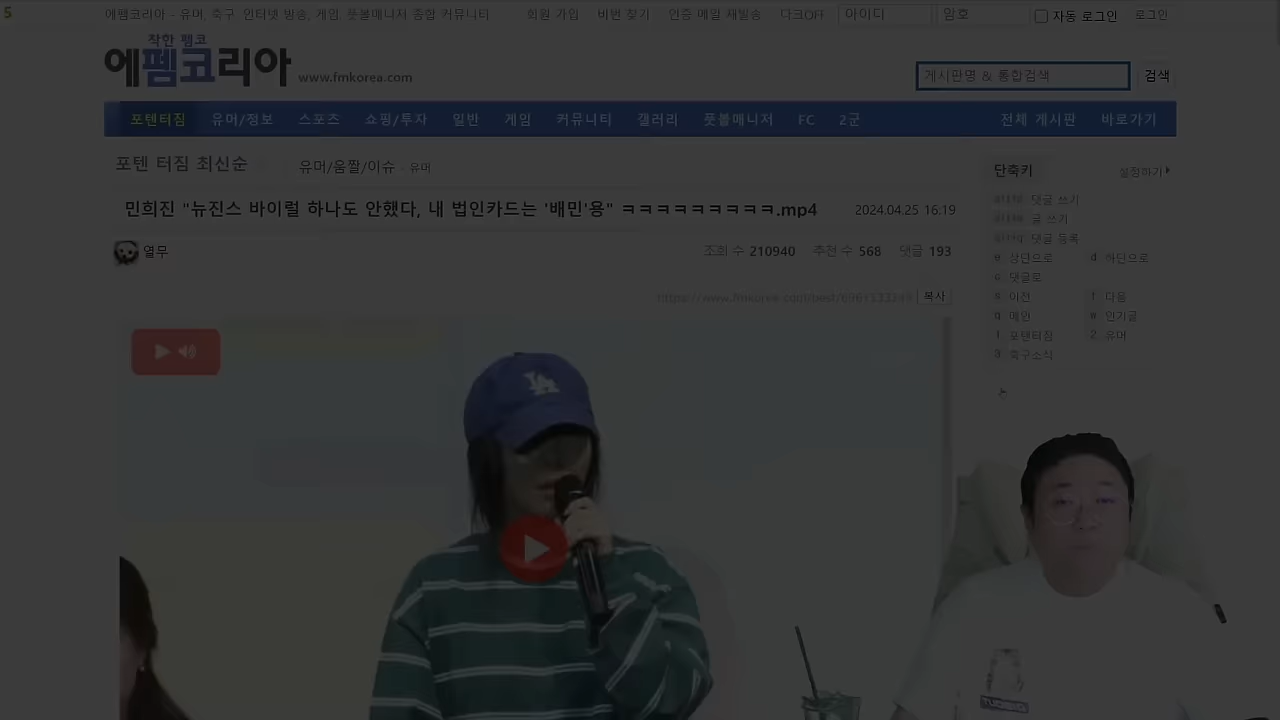 5
에펨코리아 - 유머, 축구, 인터넷 방송, 게임, 풋볼매니저 종합 커뮤니티
회원 가입
비번 찾기
인증 메일 재발송
다크OFF
아이디
암호
자동 로그인
로그인
착한 펨코
에펨코리아
www.fmkorea.com
게시판명 & 통합검색
검색
포텐터짐
유머/정보
스포츠
쇼핑/투자
일반
게임
커뮤니티
갤러리
풋볼매니저
FC
2군
전체 게시판
바로가기
포텐 터짐 최신순
유머/움짤/이슈 - 유머
민희진 "뉴진스 바이럴 하나도 안했다, 내 법인카드는 '배민'용" ㅋㅋㅋㅋㅋㅋㅋㅋㅋ.mp4
2024.04.25 16:19
열무
조회 수 210940
추천 수 568
댓글 193
복사
단축키
설정하기
댓글 쓰기
글 쓰기
댓글 등록
e 상단으로
d 하단으로
c 댓글로
s 이전
f 다음
q 메인
w 인기글
1 포텐터짐
2 유머
3 축구소식
LA